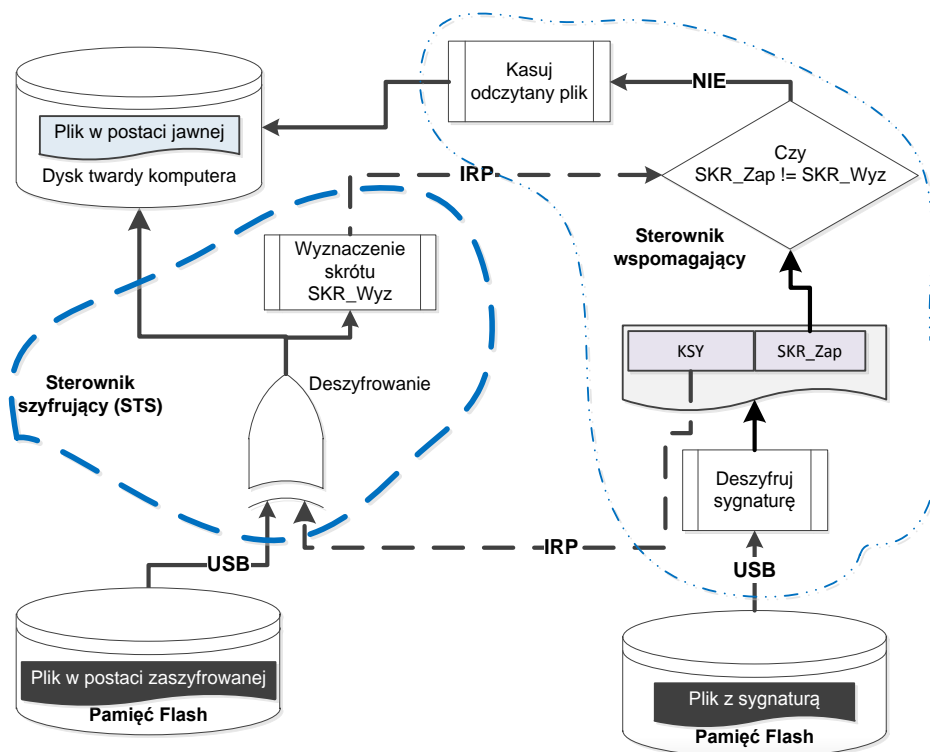 Kasuj
odczytany plik
NIE
Plik w postaci jawnej
Dysk twardy komputera
Czy
SKR_Zap != SKR_Wyz
IRP
Sterownik
wspomagający
Wyznaczenie
skrótu
SKR_Wyz
KSY
SKR_Zap
Deszyfrowanie
Sterownik
szyfrujący (STS)
Deszyfruj
sygnaturę
IRP
USB
USB
Plik w postaci zaszyfrowanej
Pamięć Flash
Plik z sygnaturą
Pamięć Flash